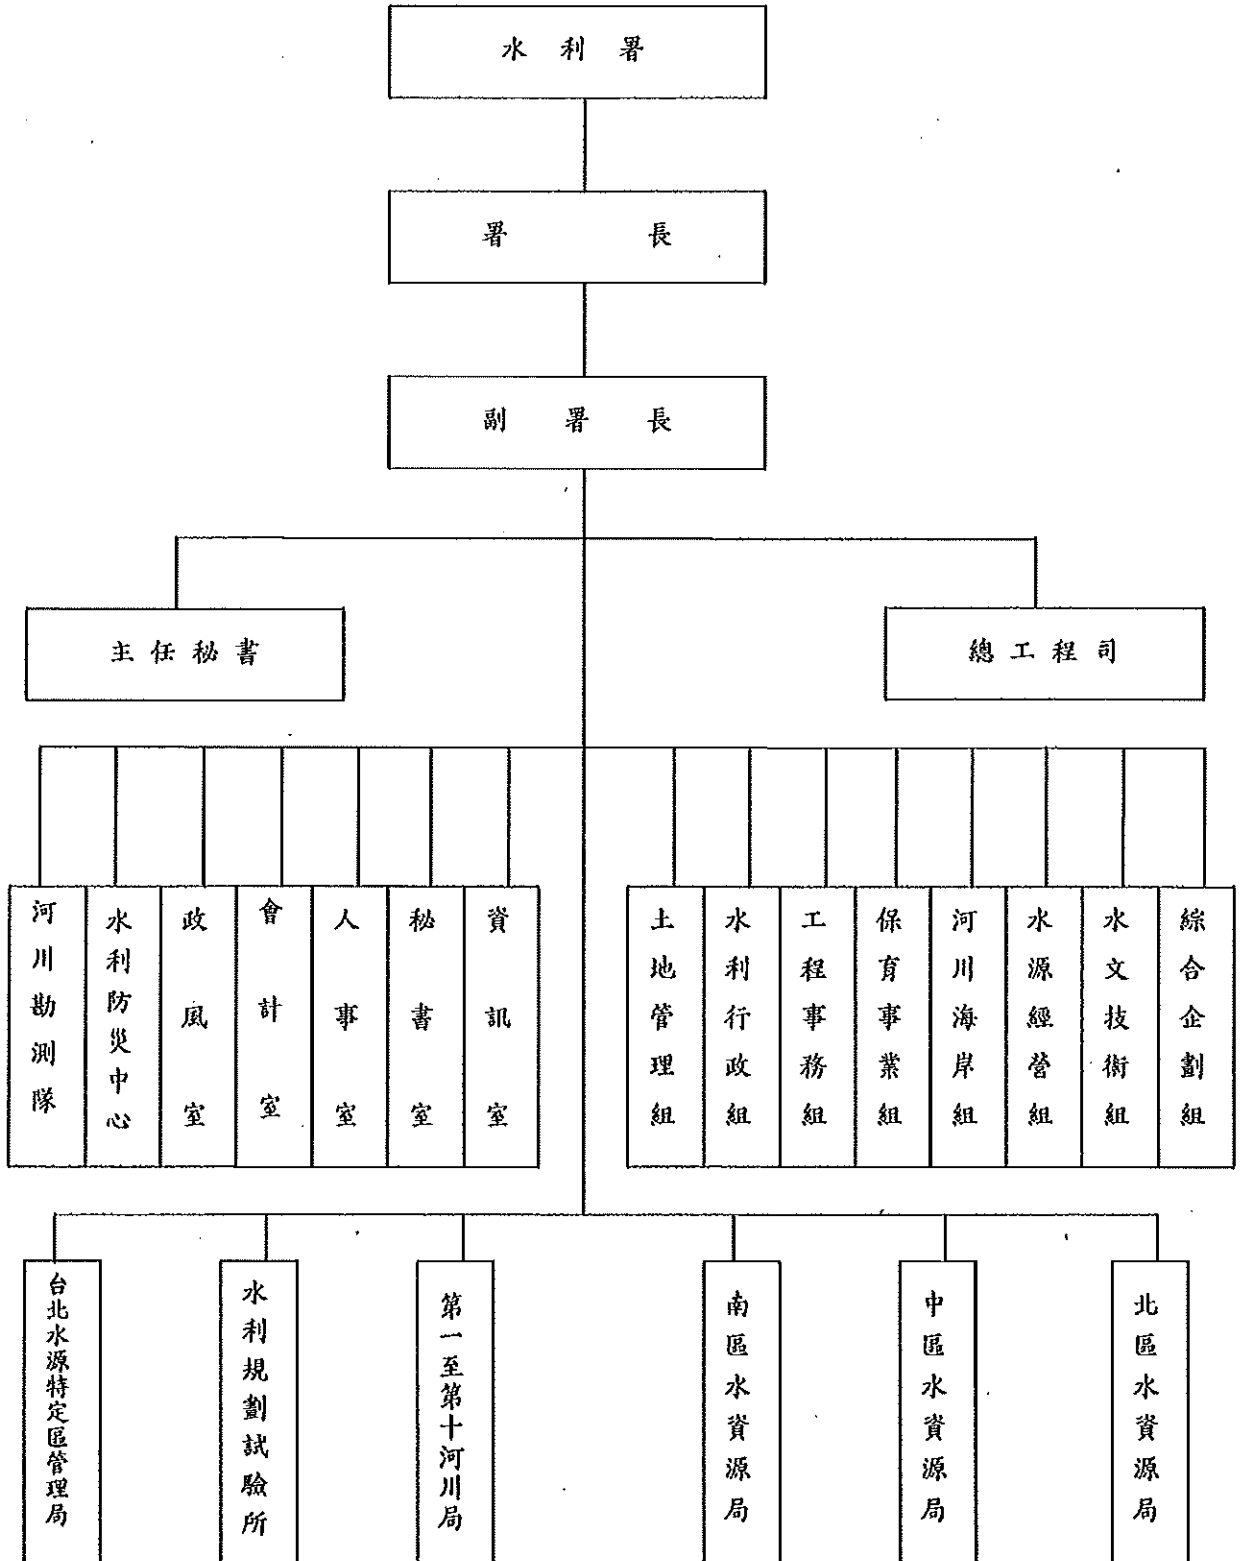 水利署
署長
副署長
主任秘書
總工程司
河川勘測隊
水利防災中心
政風室
會計室
人事室
秘書室
資訊室
土地管理組
水利行政組
工程事務組
保育事業組
河川海岸組
水源經營組
水文技術組
綜合企劃組
台北水源特定區管理局
水利規劃試驗所
第一至第十河川局
南區水資源局
中區水資源局
北區水資源局